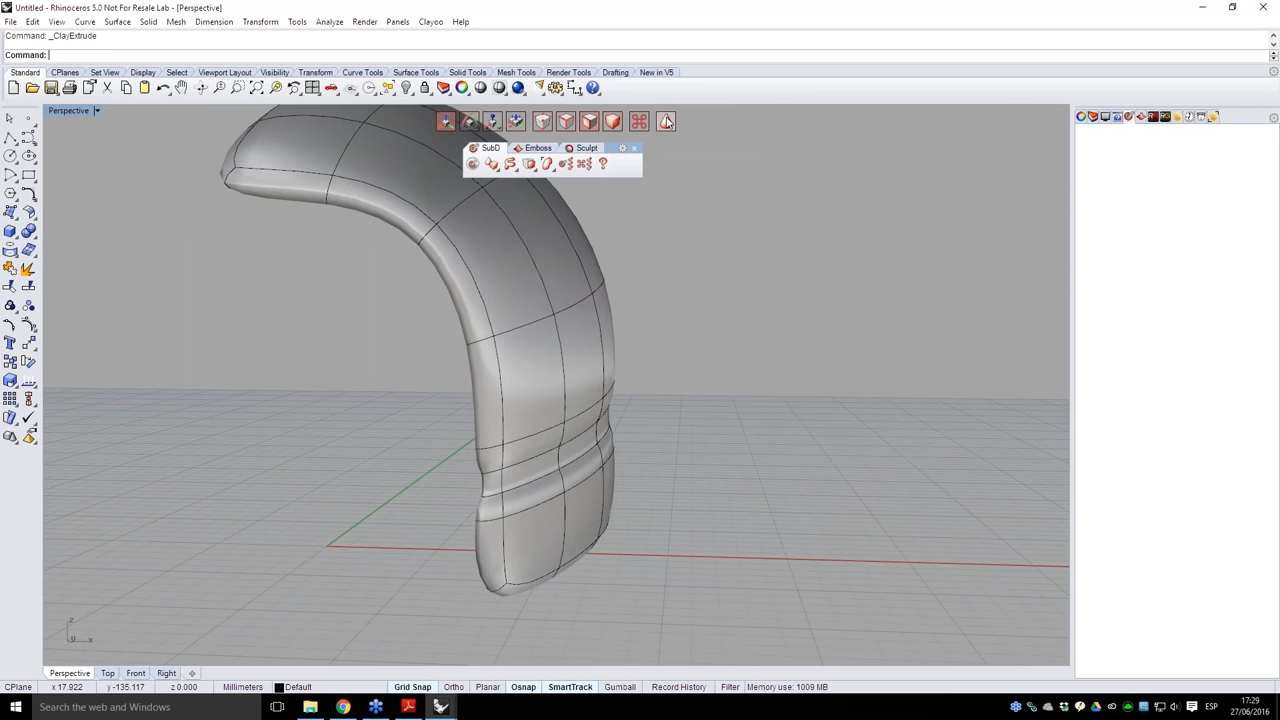 Untitled - Rhinoceros 5.0 Not For Resale Lab - [Perspective]
File Edit View Curve Surface Solid Mesh Dimension Transform Tools Analyze Render Panels Clayoo Help
Command: _ClayExtrude
Command:
Standard CPlanes Set View Display Select Viewport Layout Visibility Transform Curve Tools Surface Tools Solid Tools Mesh Tools Render Tools Drafting New in V5
Perspective
SubD Emboss Sculpt
z
y x
Perspective Top Front Right
CPlane x 17.922 y -135.117 z 0.000 Millimeters Default Grid Snap Ortho Planar Osnap SmartTrack Gumball Record History Filter Memory use: 1009 MB
Search the web and Windows
ESP
17:29
27/06/2016